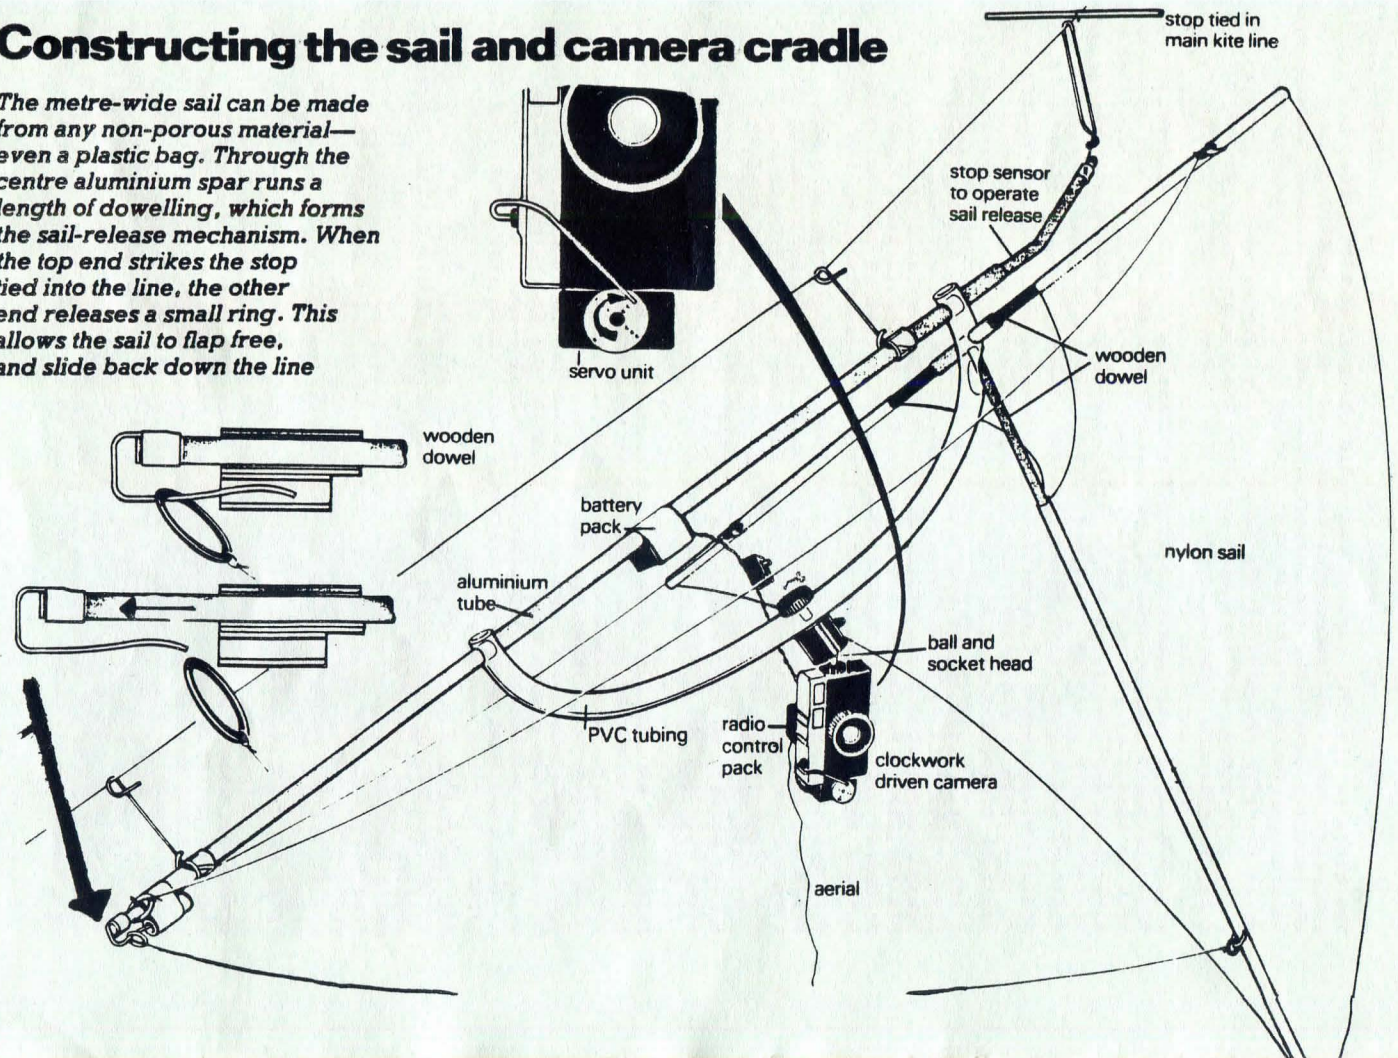 Constructing the sail and camera cradle
The metre-wide sail can be made
from any non-porous material—
even a plastic bag. Through the
centre aluminium spar runs a
length of dowelling, which forms
the sail-release mechanism. When
the top end strikes the stop
tied into the line, the other
end releases a small ring. This
allows the sail to flap free,
and slide back down the line
stop tied in
main kite line
stop sensor
to operate
sail release
servo unit
wooden
dowel
wooden
dowel
battery
pack
nylon sail
aluminium
tube
ball and
socket head
PVC tubing
radio
control
pack
clockwork
driven camera
aerial